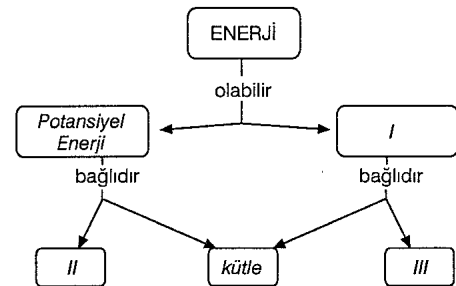 ENERJİ
olabilir
Potansiyel
Enerji
I
bağlıdır
bağlıdır
II
kütle
III